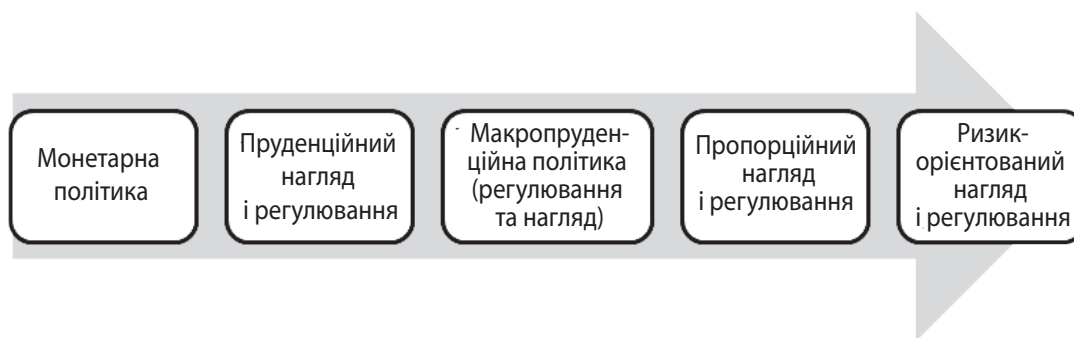 Монетарна
політика
Пруденційний
нагляд
і регулювання
Макропруден-
ційна політика
(регулювання
та нагляд)
Пропорційний
нагляд
і регулювання
Ризик-
орієнтований
нагляд
і регулювання